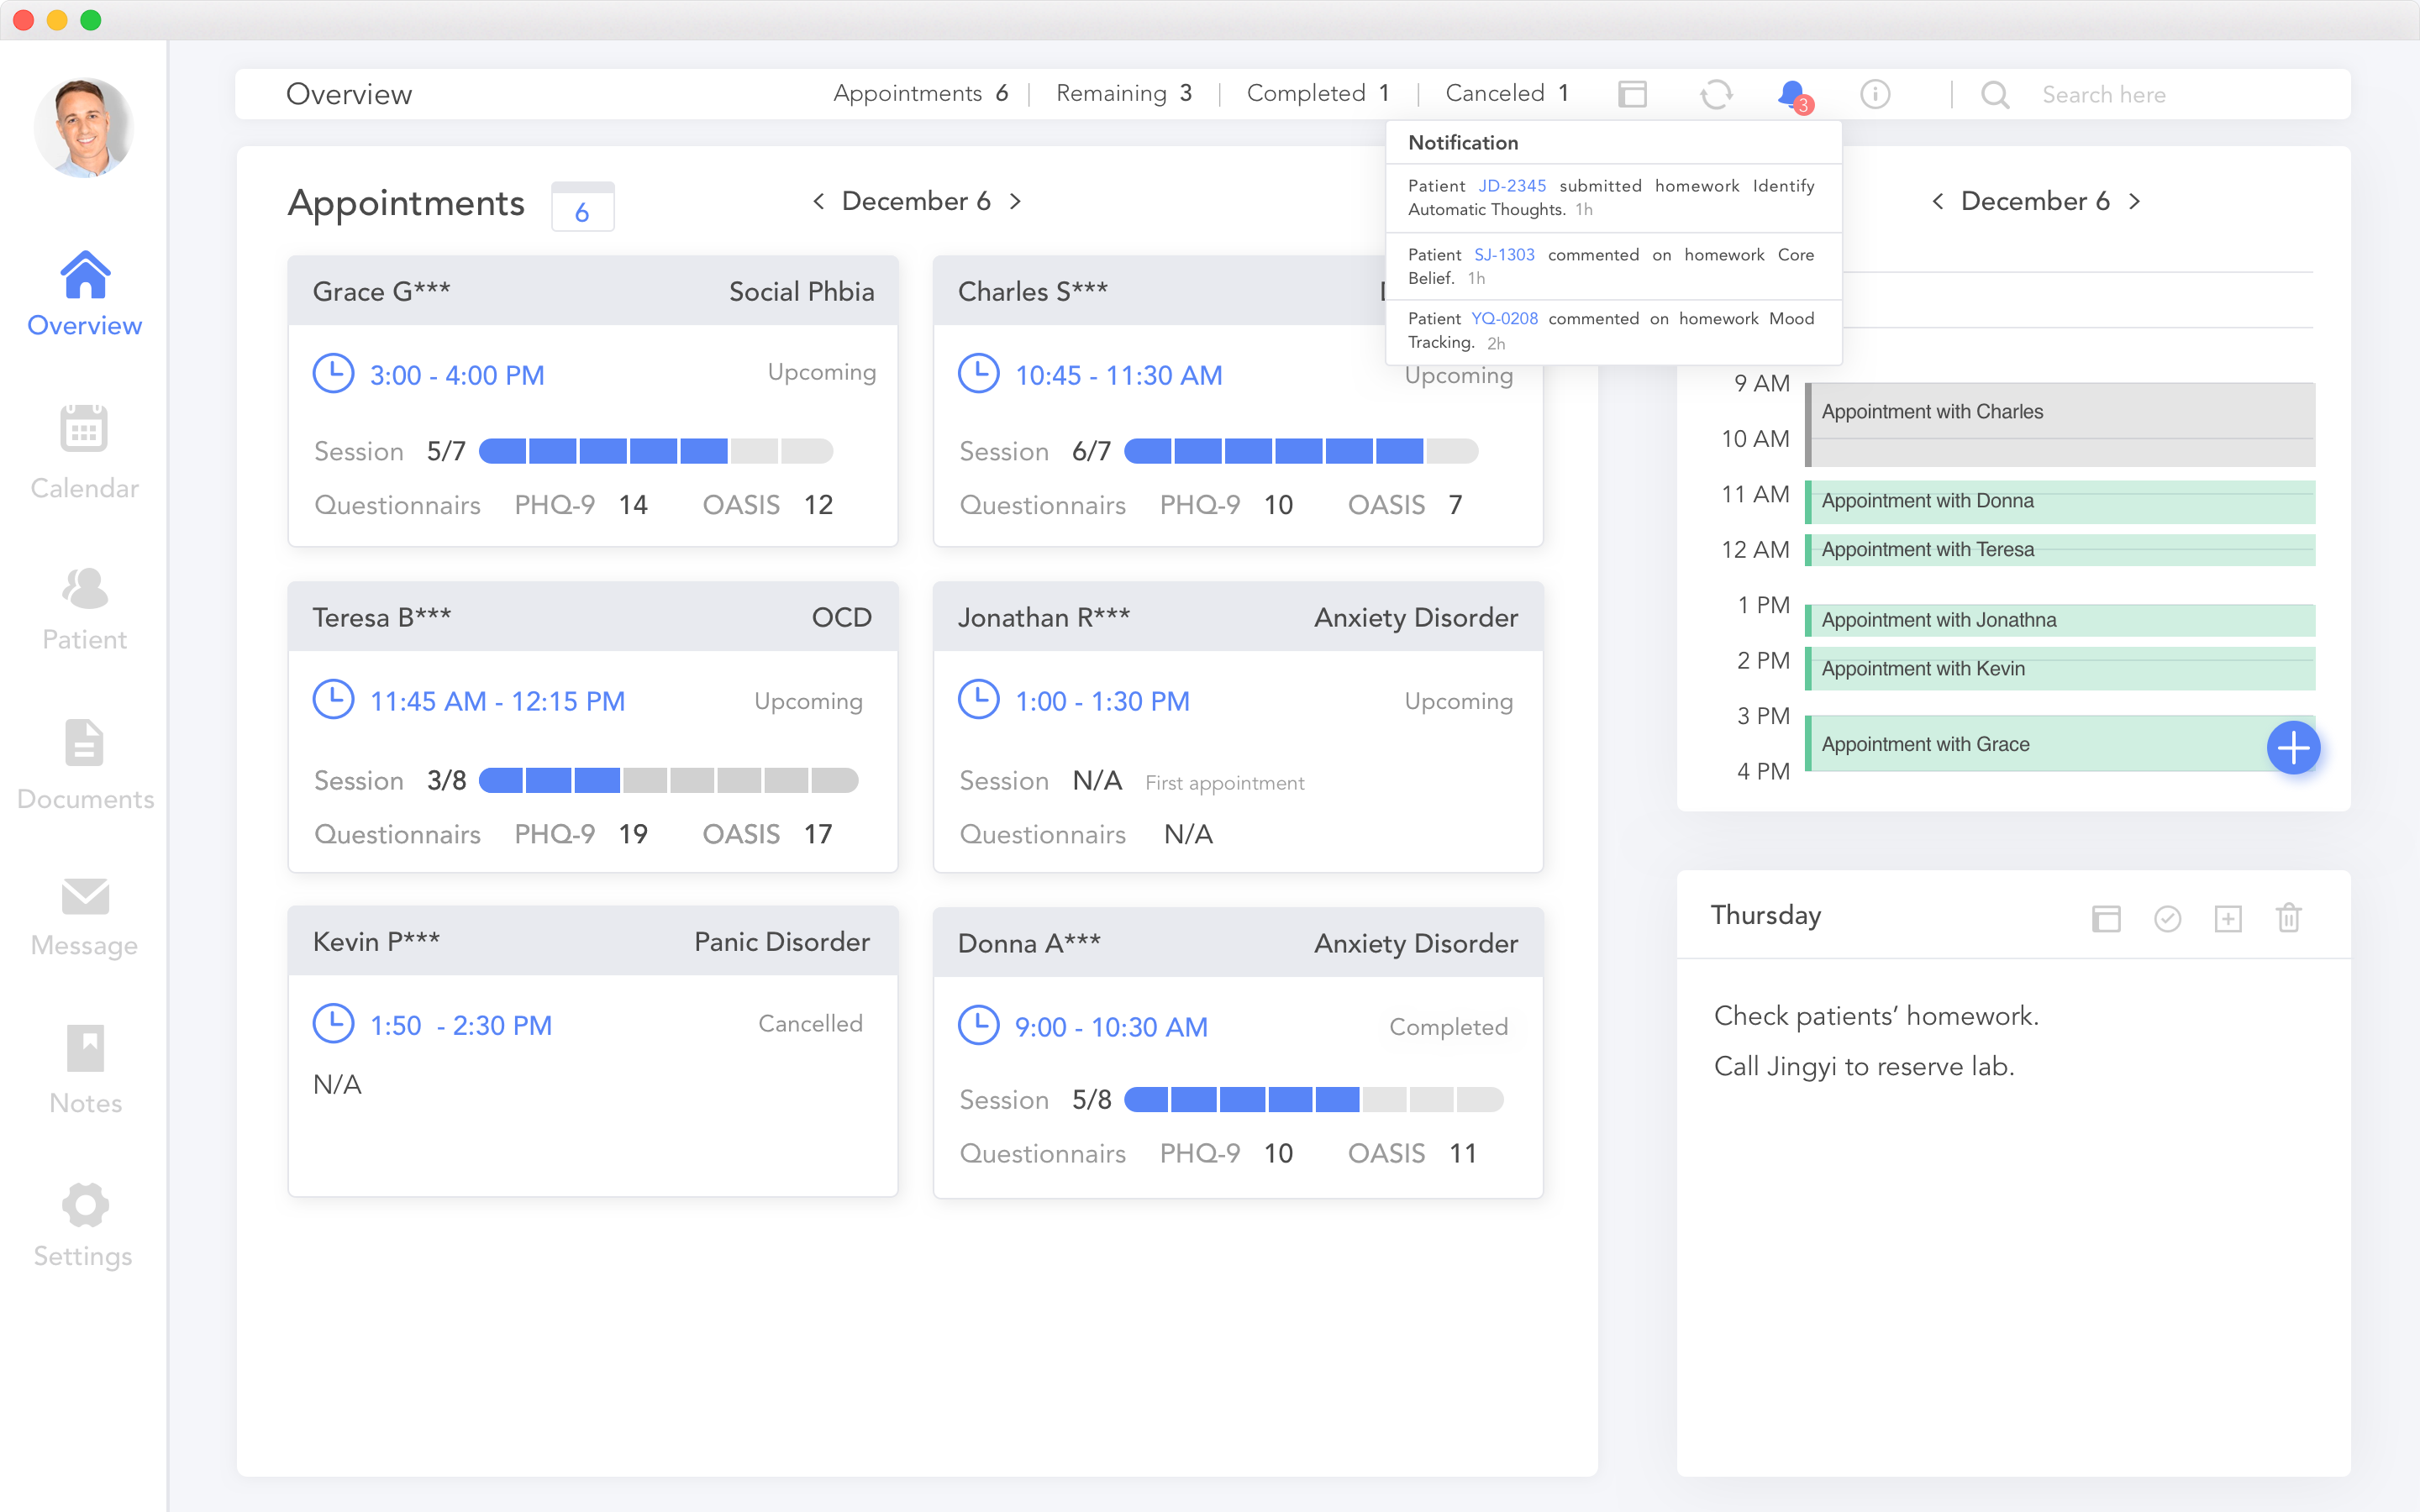 Overview
Appointments 6 | Remaining 3 | Completed 1 | Canceled 1
3
Search here
Overview
Calendar
Patient
Documents
Message
Notes
Settings
Notification
Patient JD-2345 submitted homework Identify
Automatic Thoughts. 1h
Patient SJ-1303 commented on homework Core
Belief. 1h
Patient YQ-0208 commented on homework Mood
Tracking. 2h
Appointments 6
< December 6 >
Grace G*** Social Phbia
3:00 - 4:00 PM Upcoming
Session 5/7
Questionnairs PHQ-9 14 OASIS 12
Charles S***
10:45 - 11:30 AM Upcoming
Session 6/7
Questionnairs PHQ-9 10 OASIS 7
Teresa B*** OCD
11:45 AM - 12:15 PM Upcoming
Session 3/8
Questionnairs PHQ-9 19 OASIS 17
Jonathan R*** Anxiety Disorder
1:00 - 1:30 PM Upcoming
Session N/A First appointment
Questionnairs N/A
Kevin P*** Panic Disorder
1:50 - 2:30 PM Cancelled
N/A
Donna A*** Anxiety Disorder
9:00 - 10:30 AM Completed
Session 5/8
Questionnairs PHQ-9 10 OASIS 11
< December 6 >
9 AM
Appointment with Charles
10 AM
11 AM
Appointment with Donna
12 AM
Appointment with Teresa
1 PM
Appointment with Jonathna
2 PM
Appointment with Kevin
3 PM
Appointment with Grace
4 PM
Thursday
Check patients’ homework.
Call Jingyi to reserve lab.